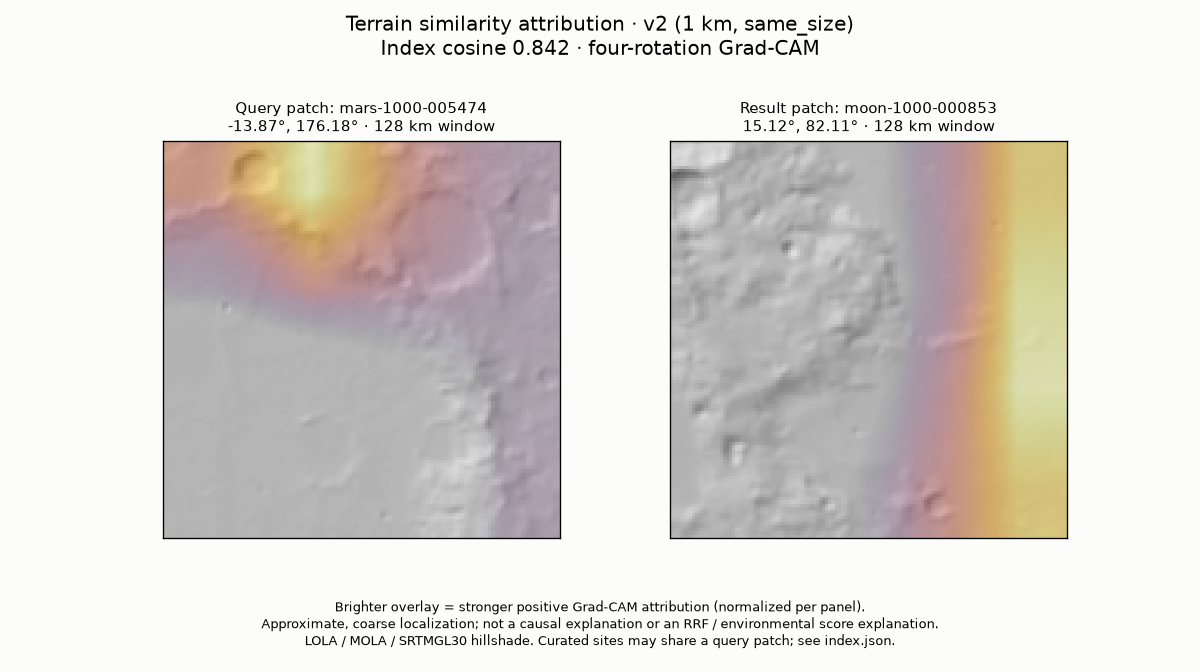 Terrain similarity attribution · v2 (1 km, same_size)
Index cosine 0.842 · four-rotation Grad-CAM
Query patch: mars-1000-005474
-13.87°, 176.18° · 128 km window
Result patch: moon-1000-000853
15.12°, 82.11° · 128 km window
Brighter overlay = stronger positive Grad-CAM attribution (normalized per panel).
Approximate, coarse localization; not a causal explanation or an RRF / environmental score explanation.
LOLA / MOLA / SRTMGL30 hillshade. Curated sites may share a query patch; see index.json.